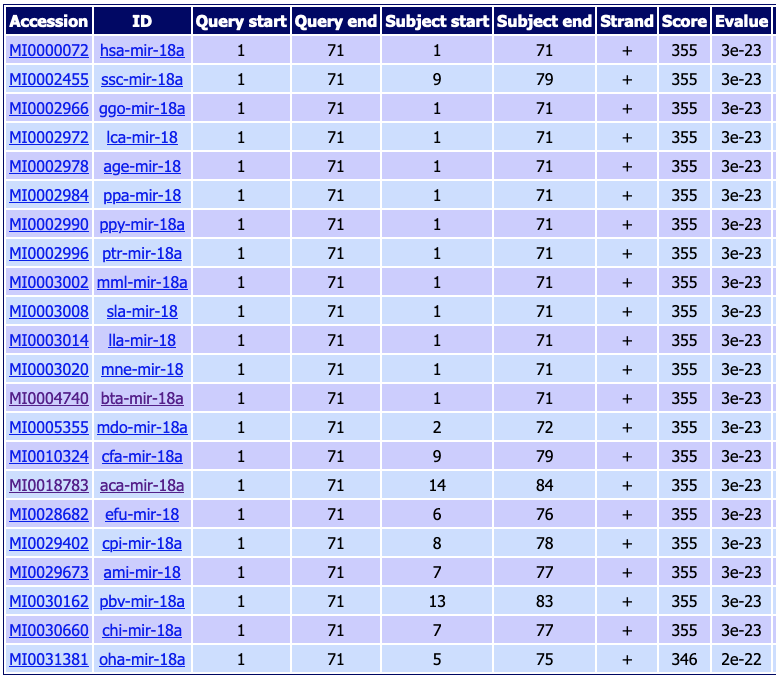 Accession ID Query start Query end Subject start Subject end Strand Score Evalue
MI0000072 hsa-mir-18a 1 71 1 71 + 355 3e-23
MI0002455 ssc-mir-18a 1 71 9 79 + 355 3e-23
MI0002966 ggo-mir-18a 1 71 1 71 + 355 3e-23
MI0002972 lca-mir-18 1 71 1 71 + 355 3e-23
MI0002978 age-mir-18 1 71 1 71 + 355 3e-23
MI0002984 ppa-mir-18 1 71 1 71 + 355 3e-23
MI0002990 ppy-mir-18a 1 71 1 71 + 355 3e-23
MI0002996 ptr-mir-18a 1 71 1 71 + 355 3e-23
MI0003002 mml-mir-18a 1 71 1 71 + 355 3e-23
MI0003008 sla-mir-18 1 71 1 71 + 355 3e-23
MI0003014 lla-mir-18 1 71 1 71 + 355 3e-23
MI0003020 mne-mir-18 1 71 1 71 + 355 3e-23
MI0004740 bta-mir-18a 1 71 1 71 + 355 3e-23
MI0005355 mdo-mir-18a 1 71 2 72 + 355 3e-23
MI0010324 cfa-mir-18a 1 71 9 79 + 355 3e-23
MI0018783 aca-mir-18a 1 71 14 84 + 355 3e-23
MI0028682 efu-mir-18 1 71 6 76 + 355 3e-23
MI0029402 cpi-mir-18a 1 71 8 78 + 355 3e-23
MI0029673 ami-mir-18 1 71 7 77 + 355 3e-23
MI0030162 pbv-mir-18a 1 71 13 83 + 355 3e-23
MI0030660 chi-mir-18a 1 71 7 77 + 355 3e-23
MI0031381 oha-mir-18a 1 71 5 75 + 346 2e-22